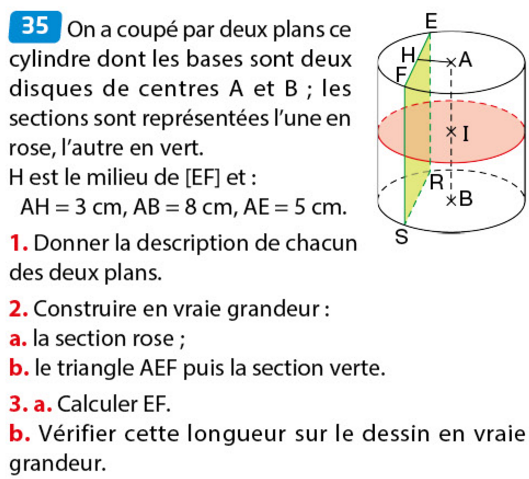 35 On a coupé par deux plans ce
cylindre dont les bases sont deux
disques de centres A et B ; les
sections sont représentées l'une en
rose, l'autre en vert.
H est le milieu de [EF] et :
AH = 3 cm, AB = 8 cm, AE = 5 cm.
1. Donner la description de chacun
des deux plans.
2. Construire en vraie grandeur :
a. la section rose ;
b. le triangle AEF puis la section verte.
3. a. Calculer EF.
b. Vérifier cette longueur sur le dessin en vraie
grandeur.
E
H
A
F
I
R
B
S